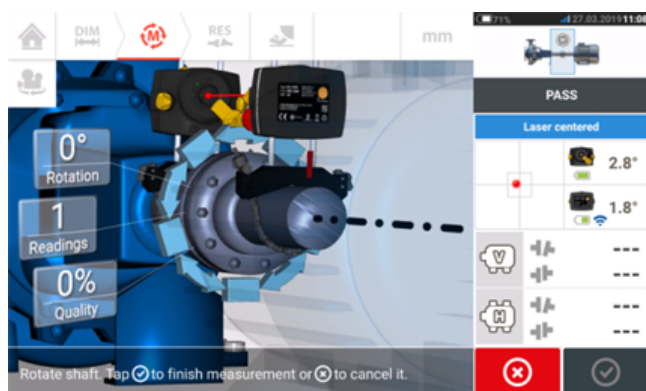 DIM
M
RES
mm
71%
27.03.2019 11:08
PASS
Laser centered
0°
Rotation
2.8°
1
Readings
1.8°
0%
Quality
V
---
---
H
---
---
Rotate shaft. Tap to finish measurement or to cancel it.